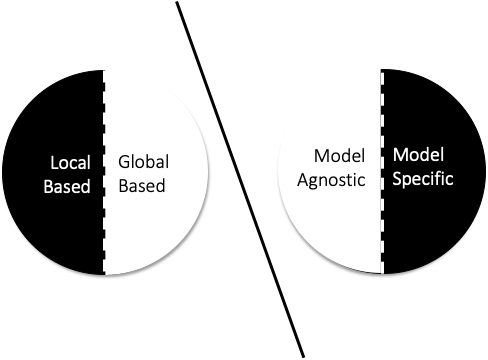 Local
Based
Global
Based
Model
Agnostic
Model
Specific